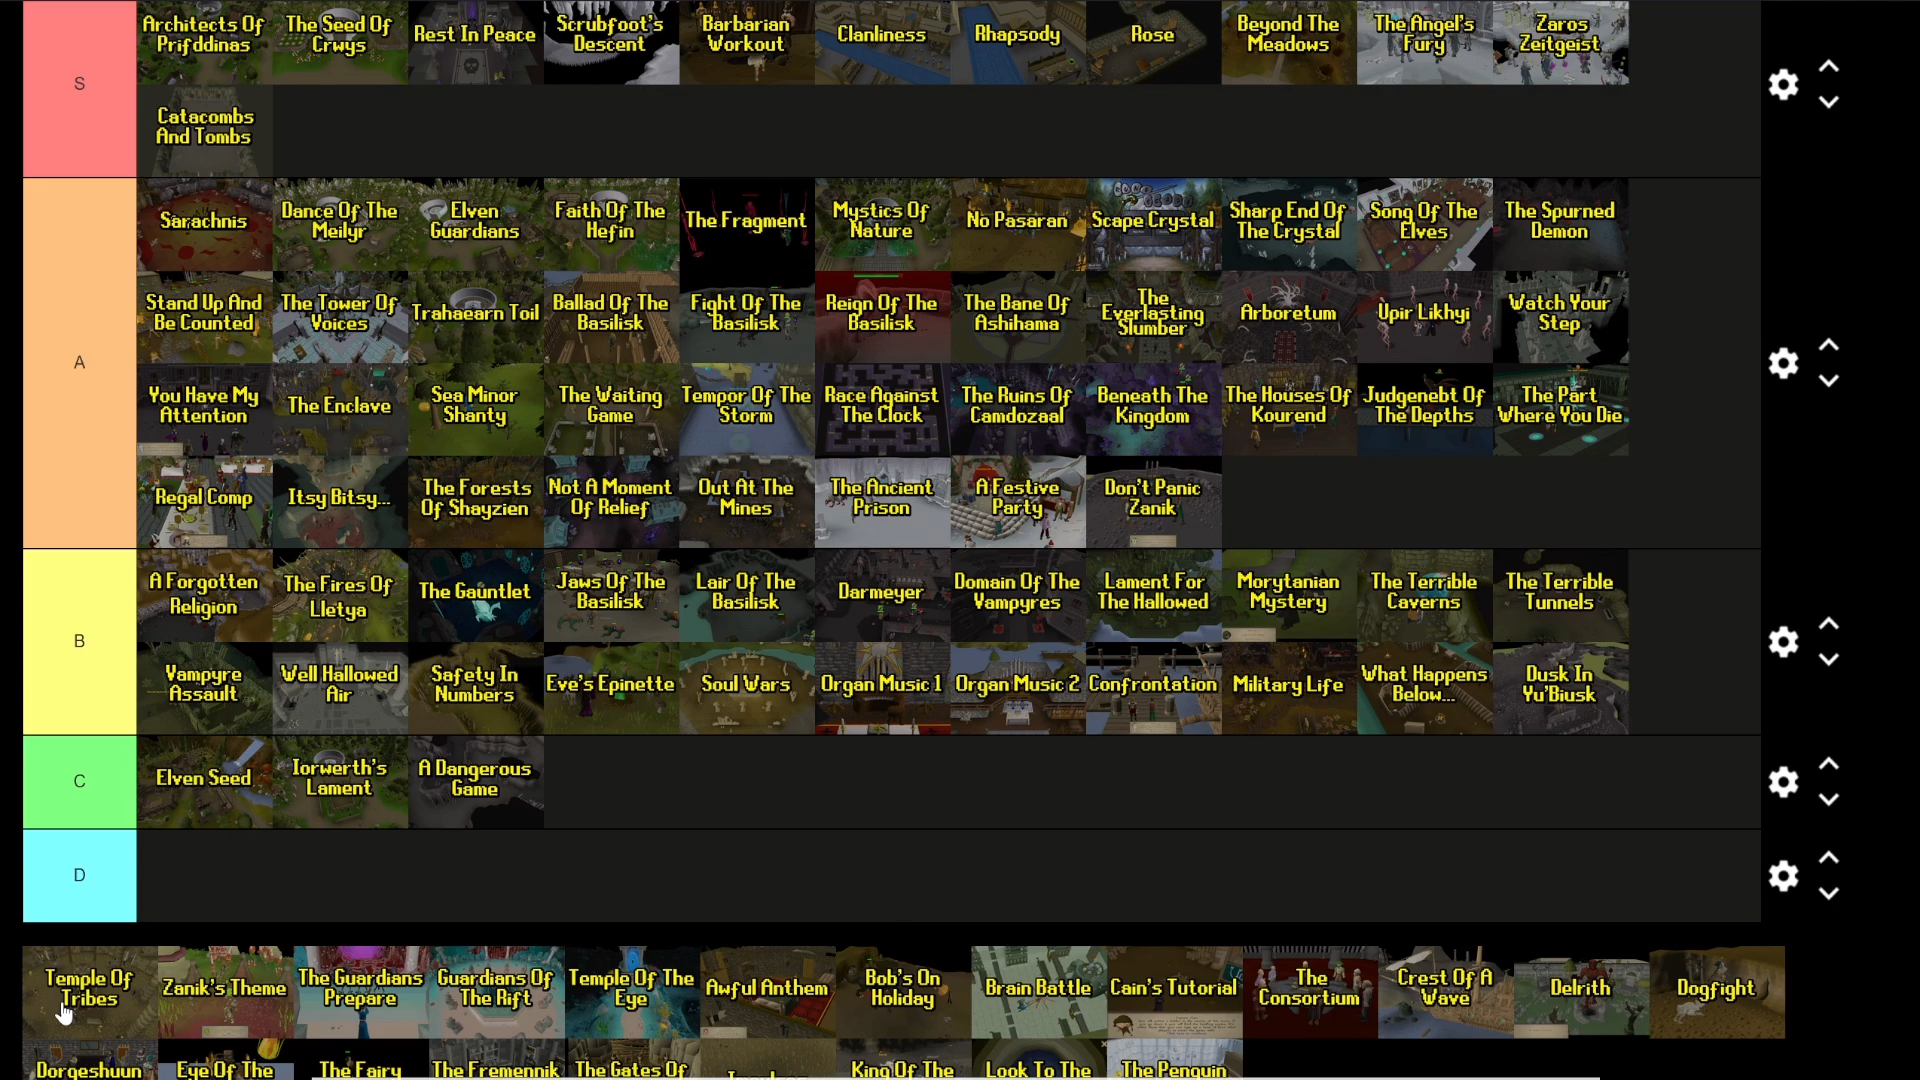 S
Architects Of
Prifddinas
The Seed Of
Crwys
Rest In Peace
Scrubfoot's
Descent
Barbarian
Workout
Clanliness
Rhapsody
Rose
Beyond The
Meadows
The Angel's
Fury
Zaros
Zeitgeist
Catacombs
And Tombs
A
Sarachnis
Dance Of The
Meilyr
Elven
Guardians
Faith Of The
Hefin
The Fragment
Mystics Of
Nature
No Pasaran
Scape Crystal
Sharp End Of
The Crystal
Song Of The
Elves
The Spurned
Demon
Stand Up And
Be Counted
The Tower Of
Voices
Trahaearn Toil
Ballad Of The
Basilisk
Fight Of The
Basilisk
Reign Of The
Basilisk
The Bane Of
Ashihama
The
Everlasting
Slumber
Arboretum
Upir Likhyi
Watch Your
Step
You Have My
Attention
The Enclave
Sea Minor
Shanty
The Waiting
Game
Tempor Of The
Storm
Race Against
The Clock
The Ruins Of
Camdozaal
Beneath The
Kingdom
The Houses Of
Kourend
Judgenebt Of
The Depths
The Part
Where You Die
Regal Comp
Itsy Bitsy...
The Forests
Of Shayzien
Not A Moment
Of Relief
Out At The
Mines
The Ancient
Prison
A Festive
Party
Don't Panic
Zanik
B
A Forgotten
Religion
The Fires Of
Lletya
The Gauntlet
Jaws Of The
Basilisk
Lair Of The
Basilisk
Darmeyer
Domain Of The
Vampyres
Lament For
The Hallowed
Morytanian
Mystery
The Terrible
Caverns
The Terrible
Tunnels
Vampyre
Assault
Well Hallowed
Air
Safety In
Numbers
Eve's Epinette
Soul Wars
Organ Music 1
Organ Music 2
Confrontation
Military Life
What Happens
Below...
Dusk In
Yu'Biusk
C
Elven Seed
Iorwerth's
Lament
A Dangerous
Game
D
Temple Of
Tribes
Zanik's Theme
The Guardians
Prepare
Guardians Of
The Rift
Temple Of The
Eye
Awful Anthem
Bob's On
Holiday
Brain Battle
Cain's Tutorial
The
Consortium
Crest Of A
Wave
Delrith
Dogfight
Dorgeshuun
Eye Of The
The Fairy
The Fremennik
The Gates Of
King Of The
Look To The
The Penguin